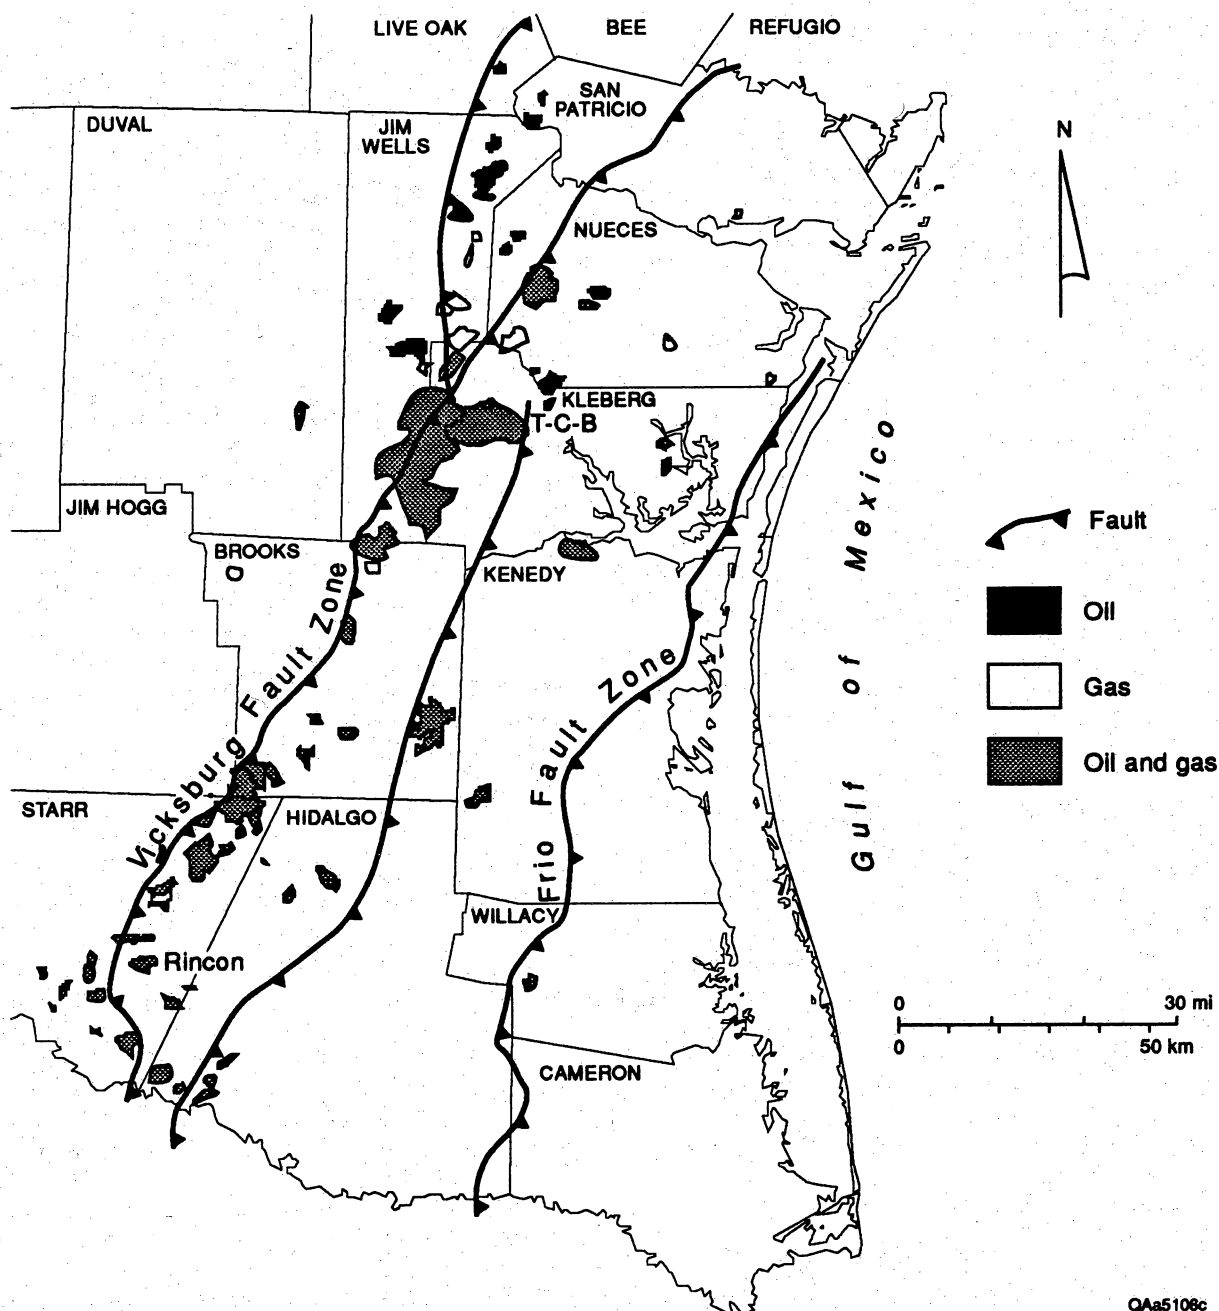 LIVE OAK
BEE
REFUGIO
SAN
PATRICIO
DUVAL
JIM
WELLS
N
NUECES
KLEBERG
T-C-B
JIM HOGG
BROOKS
KENEDY
Vicksburg Fault Zone
Frio Fault Zone
Gulf of Mexico
Fault
Oil
Gas
Oil and gas
STARR
HIDALGO
WILLACY
Rincon
0 30 mi
0 50 km
CAMERON
QAa5106c